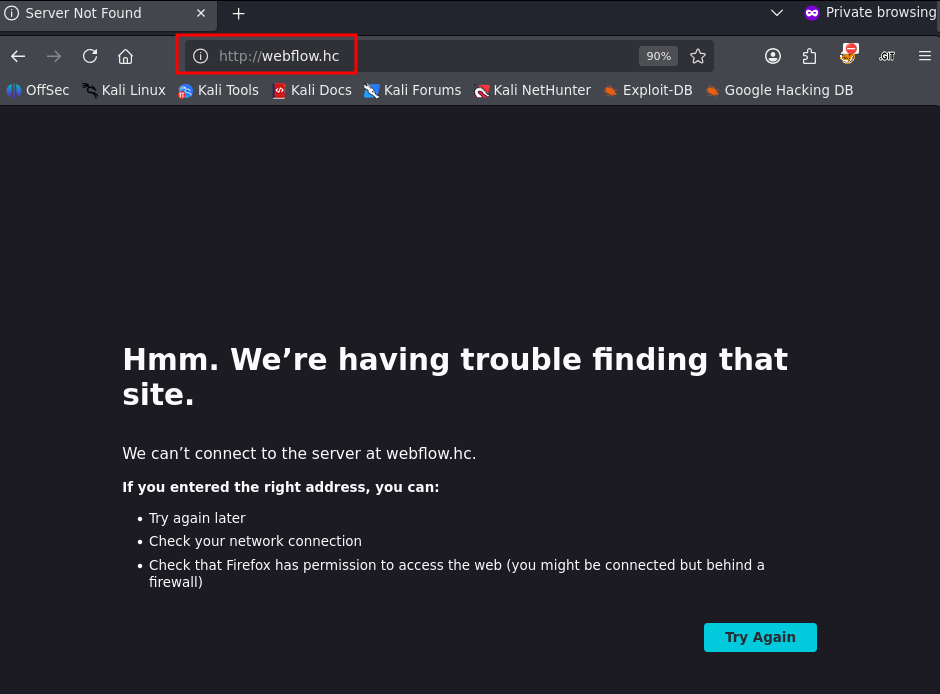 Server Not Found
Private browsing
http://webflow.hc
90%
.GIT
OffSec Kali Linux Kali Tools Kali Docs Kali Forums Kali NetHunter Exploit-DB Google Hacking DB
Hmm. We’re having trouble finding that
site.
We can’t connect to the server at webflow.hc.
If you entered the right address, you can:
• Try again later
• Check your network connection
• Check that Firefox has permission to access the web (you might be connected but behind a
firewall)
Try Again